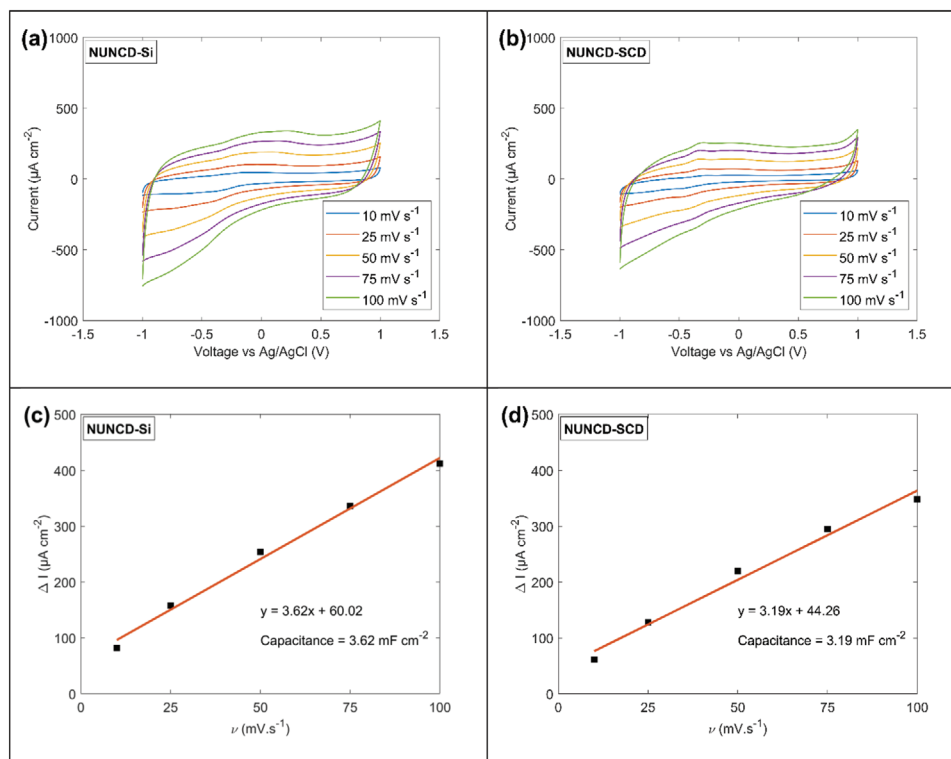 (a)
NUNCD-Si
1000
500
0
-500
-1000
Current (µA cm⁻²)
-1.5
-1
-0.5
0
0.5
1
1.5
Voltage vs Ag/AgCl (V)
10 mV s⁻¹
25 mV s⁻¹
50 mV s⁻¹
75 mV s⁻¹
100 mV s⁻¹
(b)
NUNCD-SCD
1000
500
0
-500
-1000
Current (µA cm⁻²)
-1.5
-1
-0.5
0
0.5
1
1.5
Voltage vs Ag/AgCl (V)
10 mV s⁻¹
25 mV s⁻¹
50 mV s⁻¹
75 mV s⁻¹
100 mV s⁻¹
(c)
NUNCD-Si
500
400
300
200
100
0
Δ I (µA cm⁻²)
y = 3.62x + 60.02
Capacitance = 3.62 mF cm⁻²
0
25
50
75
100
ν (mV.s⁻¹)
(d)
NUNCD-SCD
500
400
300
200
100
0
Δ I (µA cm⁻²)
y = 3.19x + 44.26
Capacitance = 3.19 mF cm⁻²
0
25
50
75
100
ν (mV.s⁻¹)